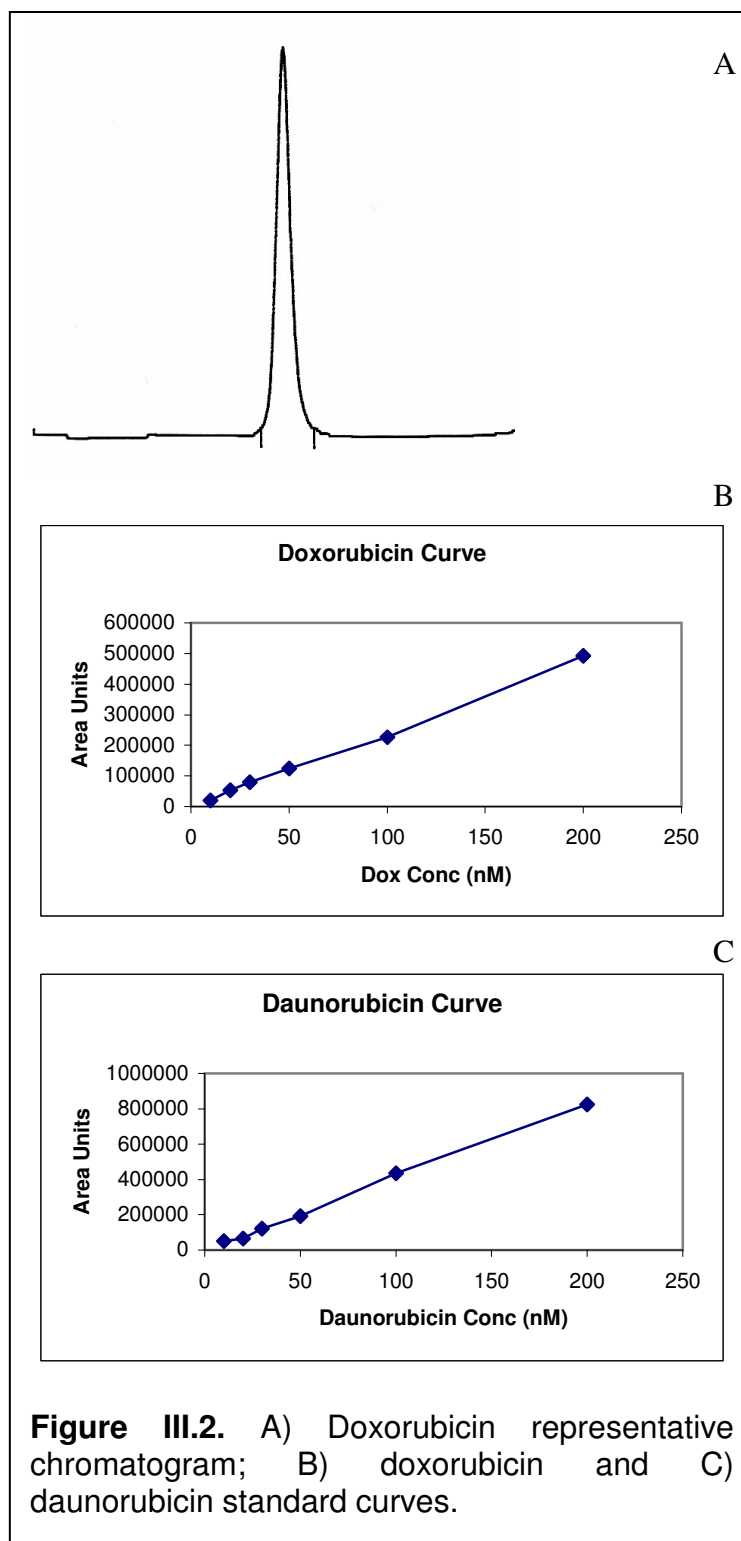 A
B
Doxorubicin Curve
600000
500000
400000
300000
200000
100000
0
Area Units
0 50 100 150 200 250
Dox Conc (nM)
C
Daunorubicin Curve
1000000
800000
600000
400000
200000
0
Area Units
0 50 100 150 200 250
Daunorubicin Conc (nM)
Figure III.2. A) Doxorubicin representative
chromatogram; B) doxorubicin and C)
daunorubicin standard curves.